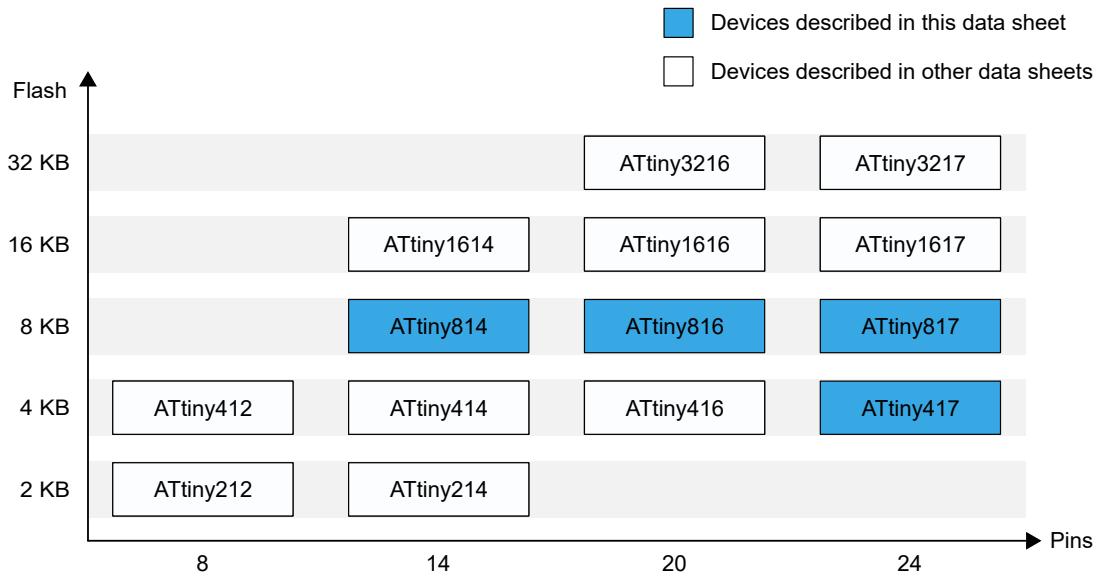 Devices described in this data sheet
Devices described in other data sheets
Flash
32 KB ATtiny3216 ATtiny3217
16 KB ATtiny1614 ATtiny1616 ATtiny1617
8 KB ATtiny814 ATtiny816 ATtiny817
4 KB ATtiny412 ATtiny414 ATtiny416 ATtiny417
2 KB ATtiny212 ATtiny214
Pins
8 14 20 24